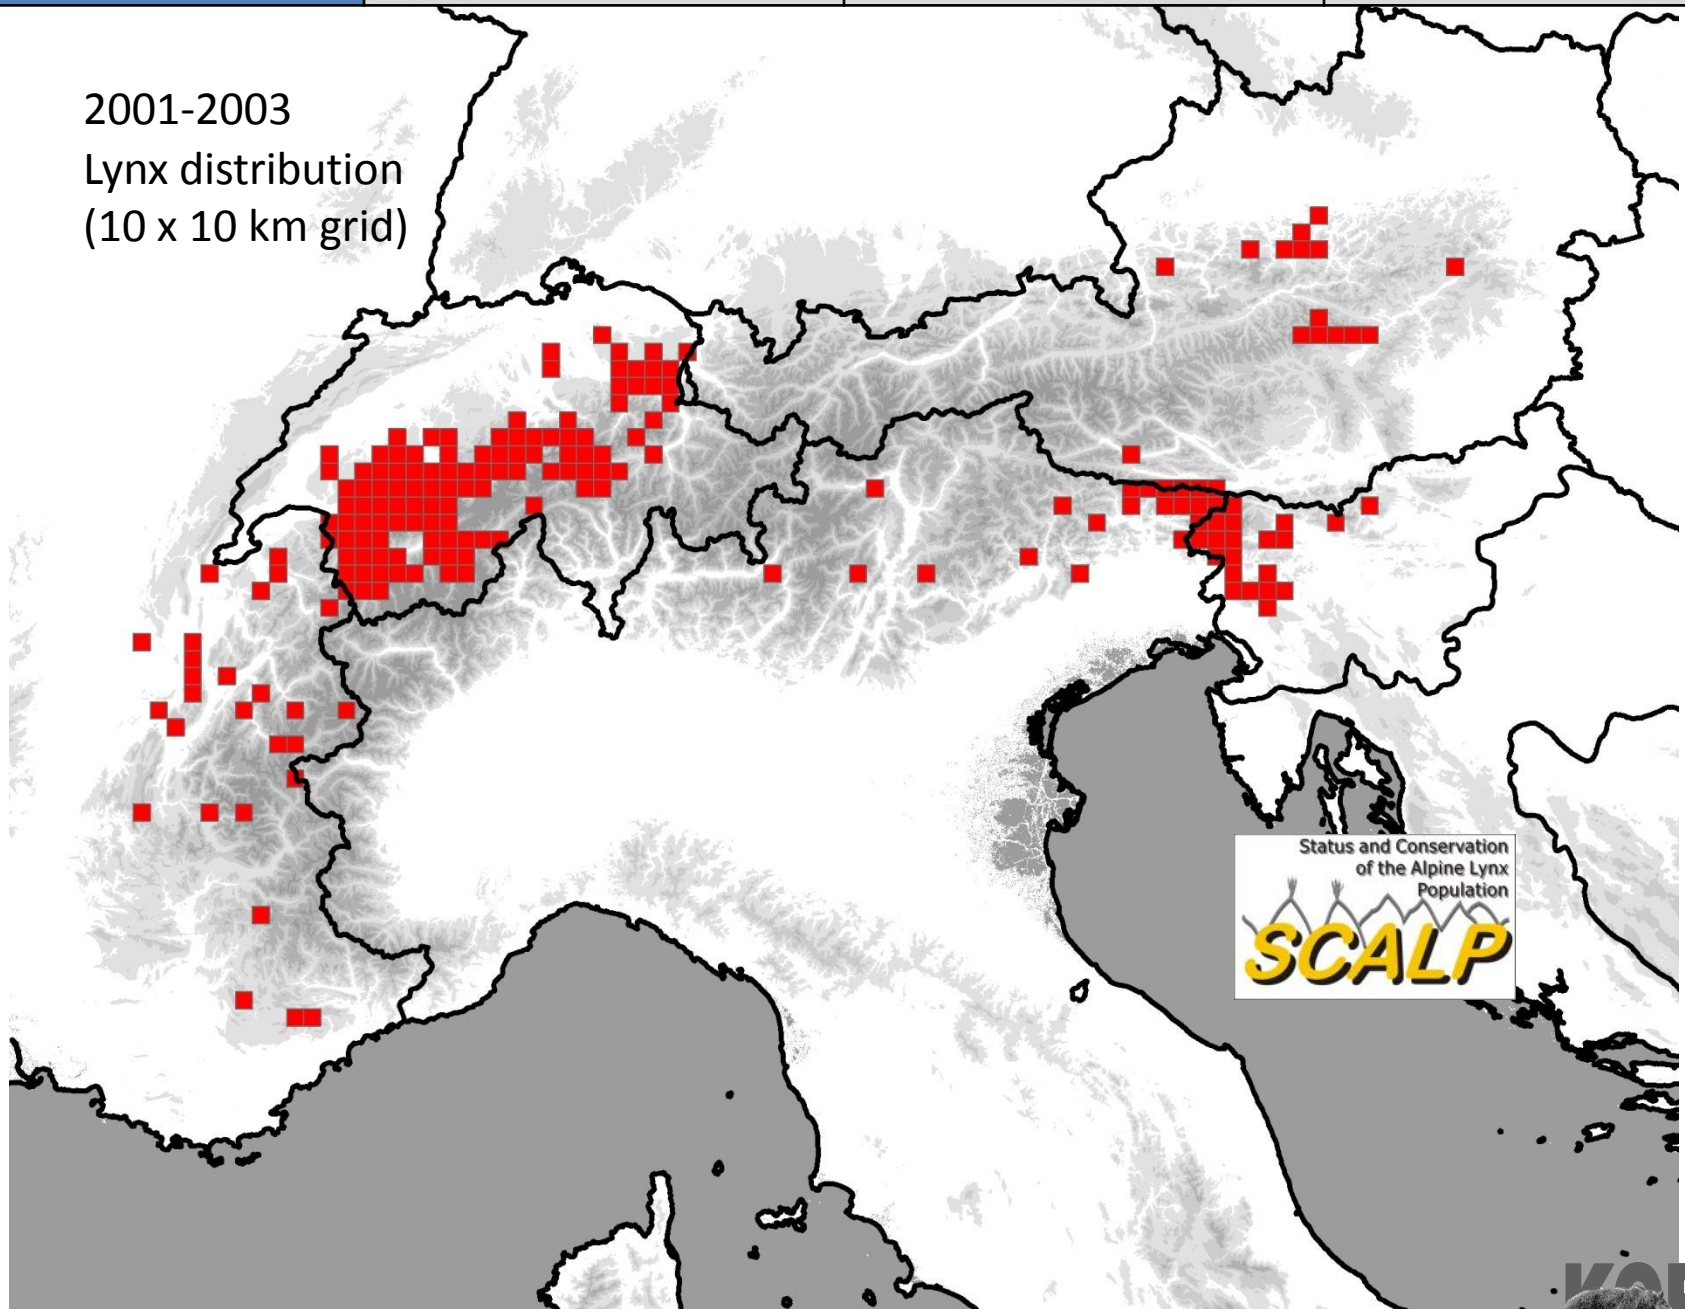 2001-2003
Lynx distribution
(10 x 10 km grid)
Status and Conservation
of the Alpine Lynx
Population
SCALP